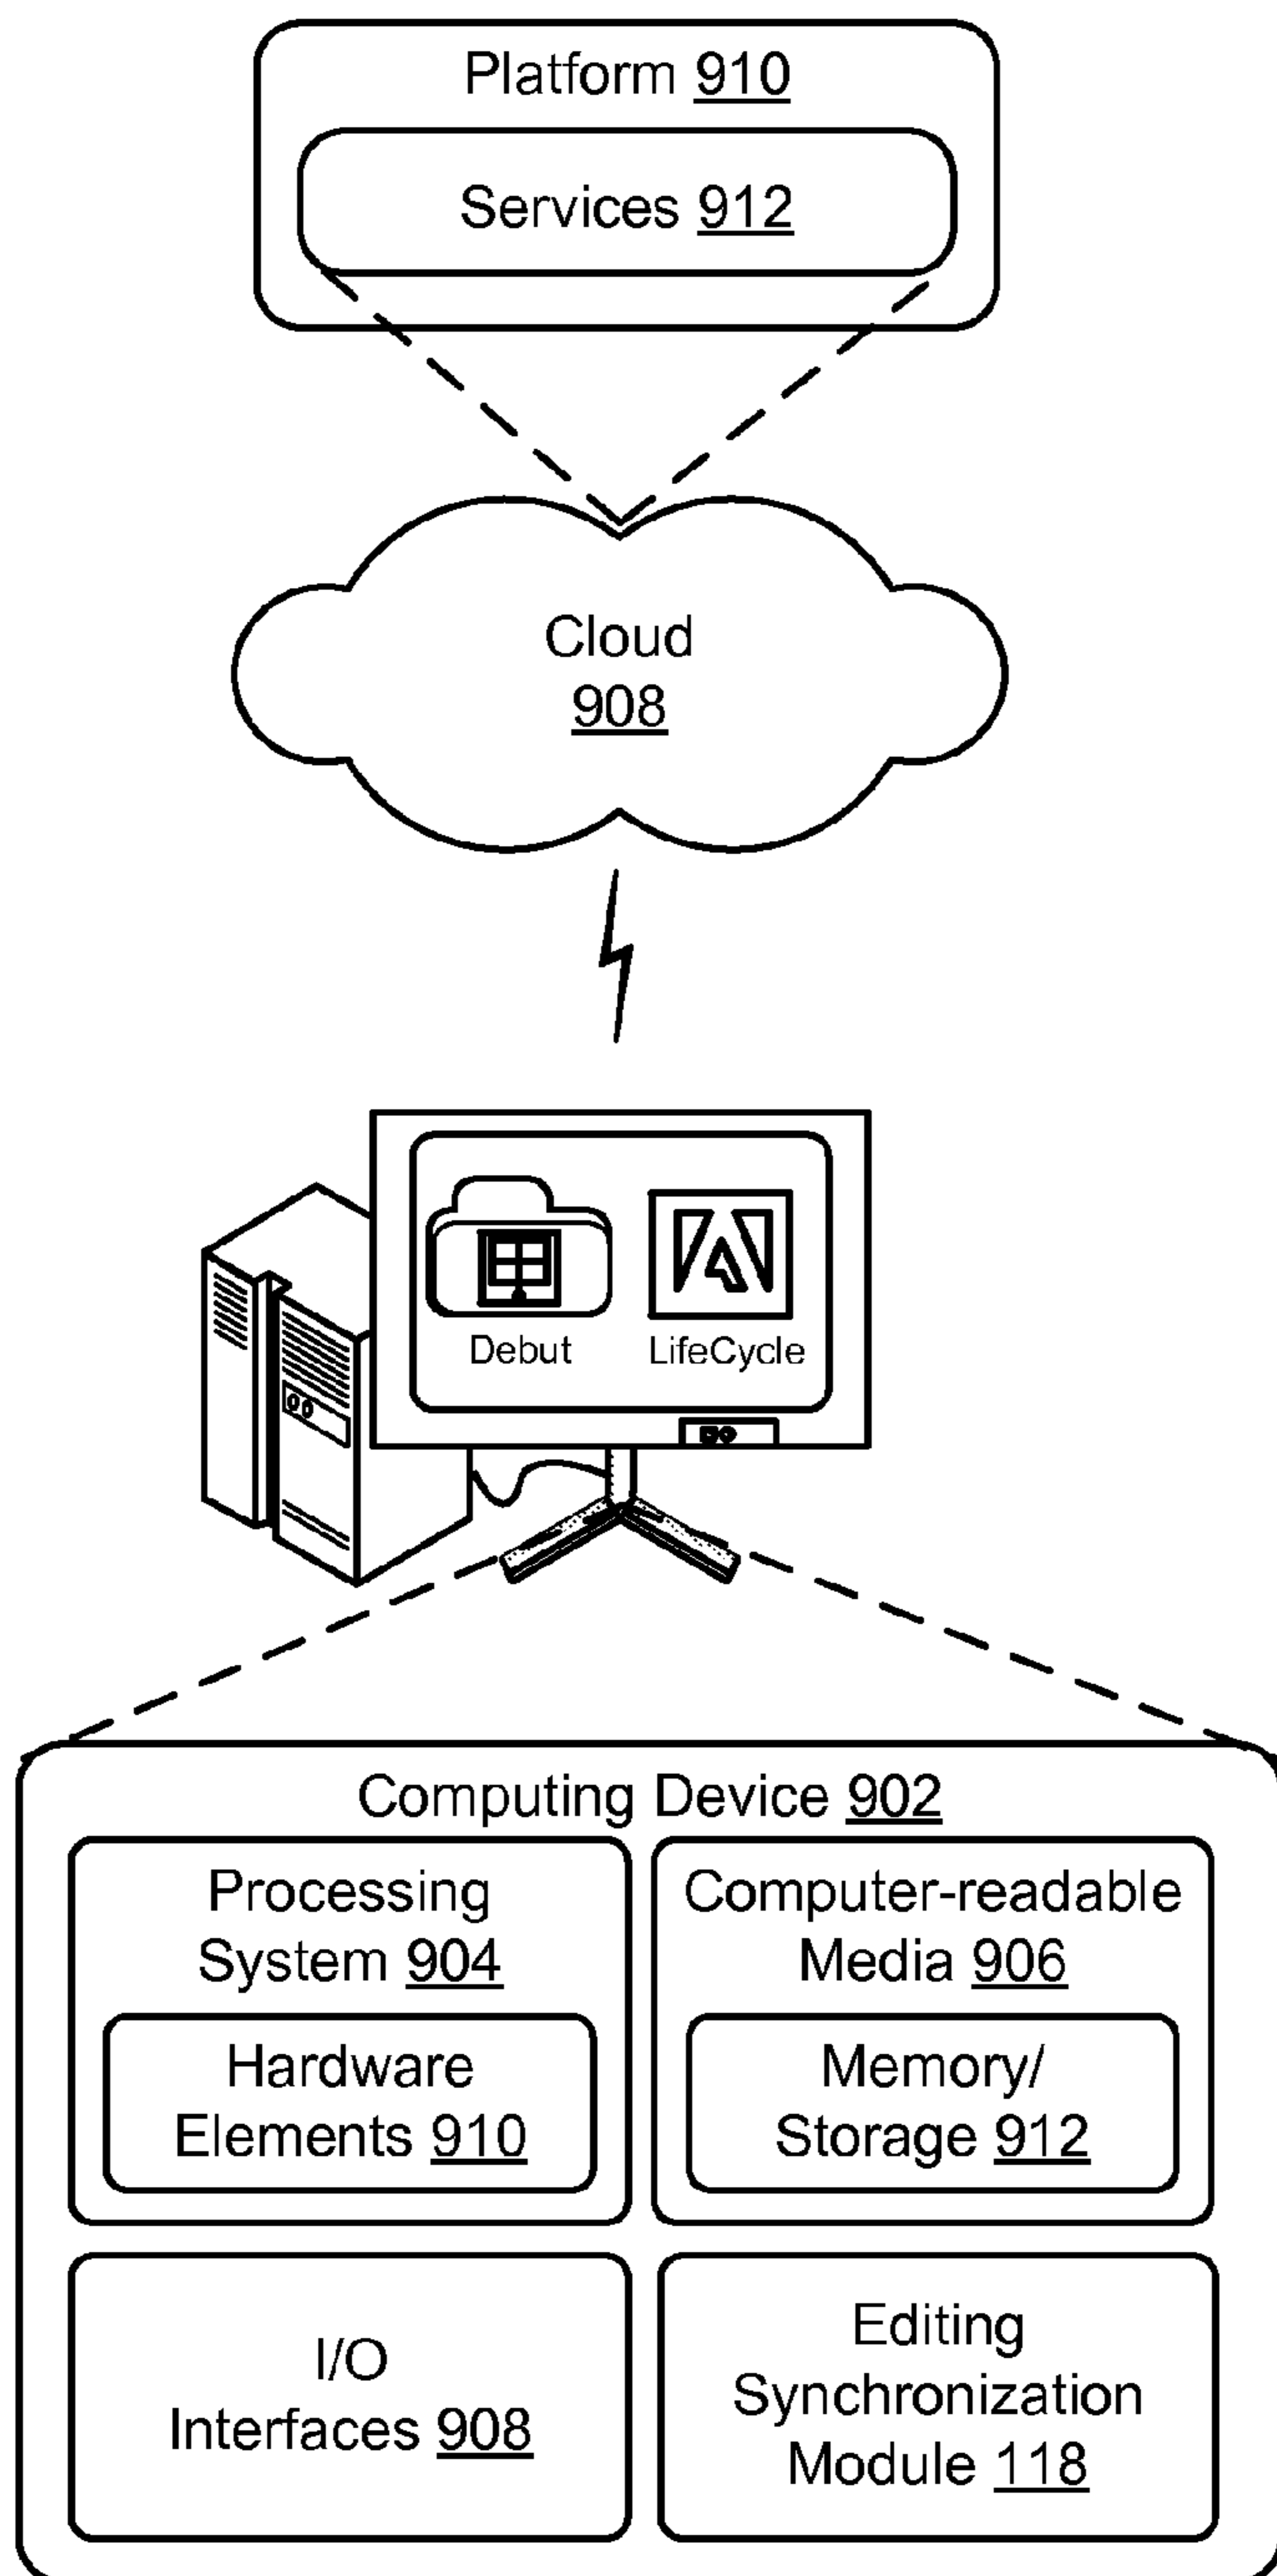 Platform 910
Services 912
Cloud
908
Debut
LifeCycle
Computing Device 902
Processing
System 904
Hardware
Elements 910
Computer-readable
Media 906
Memory/
Storage 912
I/O
Interfaces 908
Editing
Synchronization
Module 118